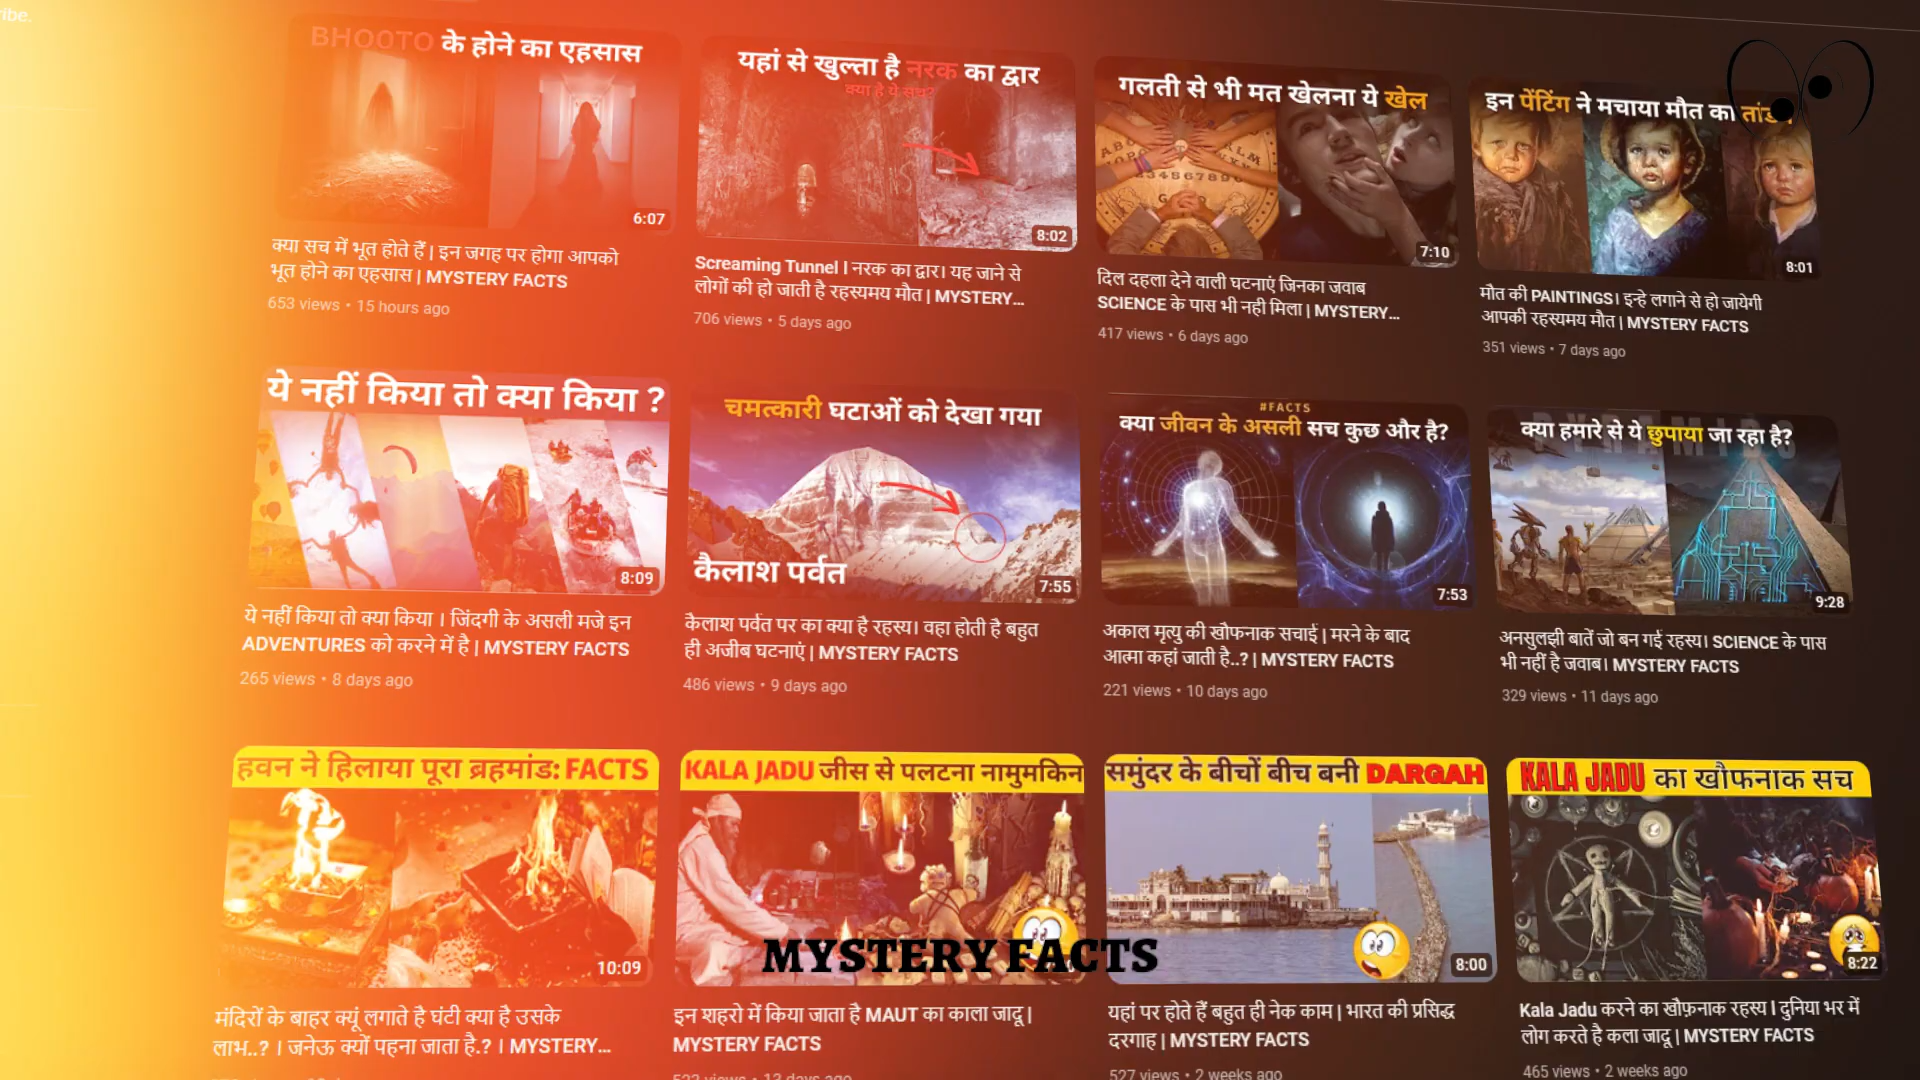 BHOOTO के होने का एहसास
6:07
क्या सच में भूत होते हैं | इन जगह पर होगा आपको
भूत होने का एहसास | MYSTERY FACTS
653 views • 15 hours ago
यहां से खुल्ता है नरक का द्वार
क्या है ये सच?
8:02
Screaming Tunnel l नरक का द्वार। यह जाने से
लोगों की हो जाती है रहस्यमय मौत | MYSTERY...
706 views • 5 days ago
गलती से भी मत खेलना ये खेल
7:10
दिल दहला देने वाली घटनाएं जिनका जवाब
SCIENCE के पास भी नही मिला | MYSTERY...
417 views • 6 days ago
इन पेंटिंग ने मचाया मौत का
8:01
मौत की PAINTINGS। इन्हे लगाने से हो जायेगी
आपकी रहस्यमय मौत | MYSTERY FACTS
351 views • 7 days ago
ये नहीं किया तो क्या किया ?
8:09
ये नहीं किया तो क्या किया । जिंदगी के असली मजे इन
ADVENTURES को करने में है | MYSTERY FACTS
265 views • 8 days ago
चमत्कारी घटाओं को देखा गया
कैलाश पर्वत
7:55
कैलाश पर्वत पर का क्या है रहस्य। वहा होती है बहुत
ही अजीब घटनाएं | MYSTERY FACTS
486 views • 9 days ago
#FACTS
क्या जीवन के असली सच कुछ और है?
7:53
अकाल मृत्यु की खौफनाक सचाई | मरने के बाद
आत्मा कहां जाती है..? | MYSTERY FACTS
221 views • 10 days ago
PYRAMIDS
क्या हमारे से ये छुपाया जा रहा है?
9:28
अनसुलझी बातें जो बन गई रहस्य। SCIENCE के पास
भी नहीं है जवाब। MYSTERY FACTS
329 views • 11 days ago
हवन ने हिलाया पूरा ब्रहमांड: FACTS
10:09
मंदिरों के बाहर क्यूं लगाते है घंटी क्या है उसके
लाभ..? । जनेऊ क्यों पहना जाता है.? । MYSTERY...
KALA JADU जीस से पलटना नामुमकिन
इन शहरो में किया जाता है MAUT का काला जादू |
MYSTERY FACTS
522 views • 13 days ago
समुंदर के बीचों बीच बनी DARGAH
8:00
यहां पर होते हैं बहुत ही नेक काम | भारत की प्रसिद्ध
दरगाह | MYSTERY FACTS
527 views • 2 weeks ago
KALA JADU का खौफनाक सच
8:22
Kala Jadu करने का खौफ़नाक रहस्य l दुनिया भर में
लोग करते है कला जादू | MYSTERY FACTS
465 views • 2 weeks ago
MYSTERY FACTS